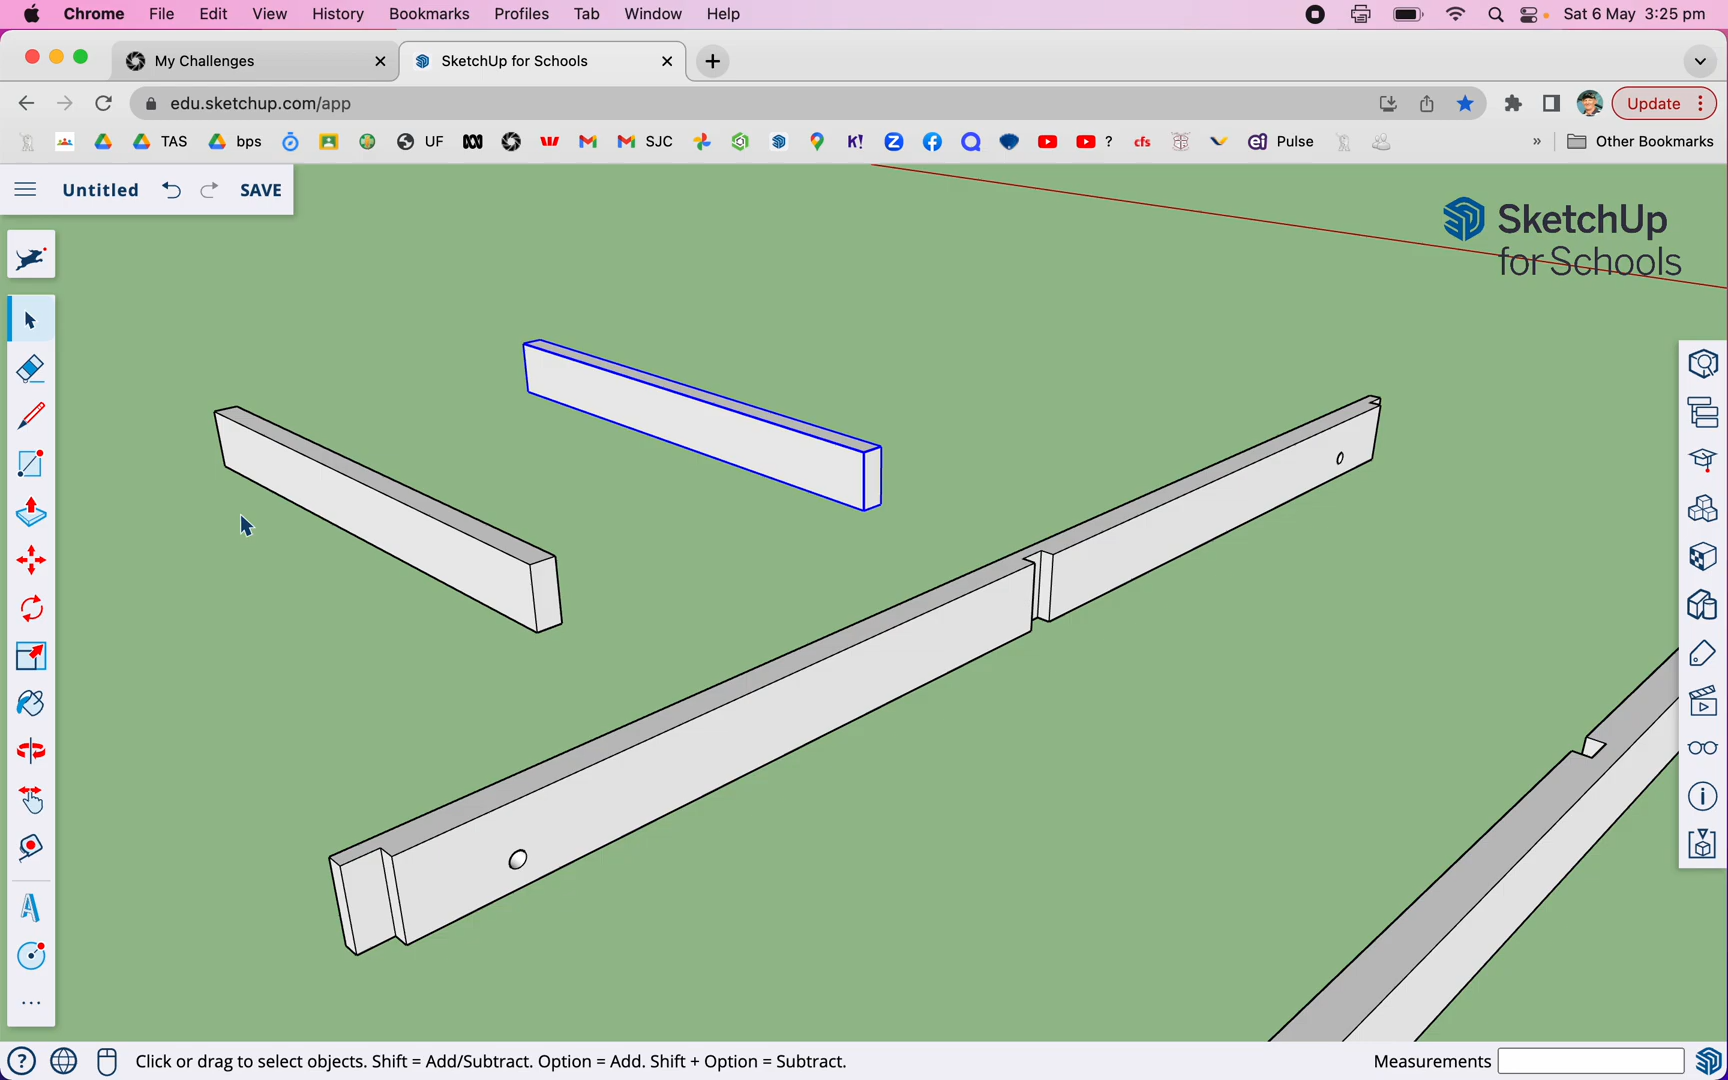 Chrome File Edit View History Bookmarks Profiles Tab Window Help Sat 6 May 3:25 pm
My Challenges SketchUp for Schools
edu.sketchup.com/app Update
TAS bps UF SJC K! ? cfs Pulse » Other Bookmarks
Untitled SAVE
SketchUp
for Schools
Click or drag to select objects. Shift = Add/Subtract. Option = Add. Shift + Option = Subtract. Measurements